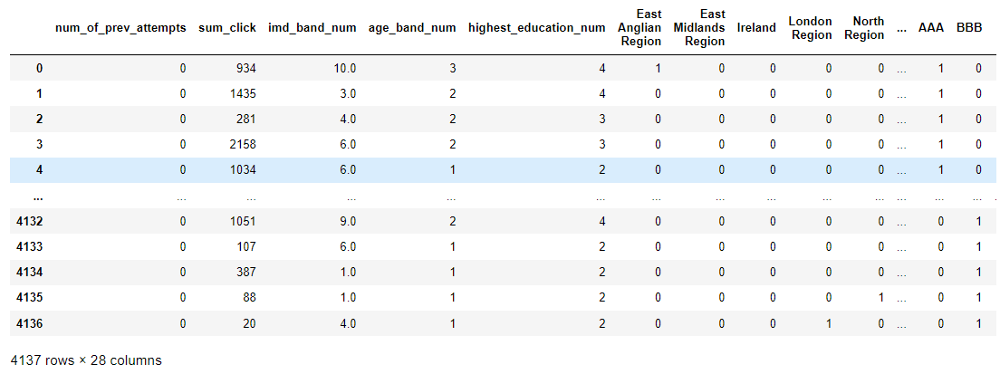 num_of_prev_attempts sum_click imd_band_num age_band_num highest_education_num East Anglian Region East Midlands Region Ireland London Region North Region ... AAA BBB
0 0 934 10.0 3 4 1 0 0 0 0 ... 1 0
1 0 1435 3.0 2 4 0 0 0 0 0 ... 1 0
2 0 281 4.0 2 3 0 0 0 0 0 ... 1 0
3 0 2158 6.0 2 3 0 0 0 0 0 ... 1 0
4 0 1034 6.0 1 2 0 0 0 0 0 ... 1 0
... ... ... ... ... ... ... ... ... ... ... ... ... ...
4132 0 1051 9.0 2 4 0 0 0 0 0 ... 0 1
4133 0 107 6.0 1 2 0 0 0 0 0 ... 0 1
4134 0 387 1.0 1 2 0 0 0 0 0 ... 0 1
4135 0 88 1.0 1 2 0 0 0 0 1 ... 0 1
4136 0 20 4.0 1 2 0 0 0 1 0 ... 0 1
4137 rows × 28 columns